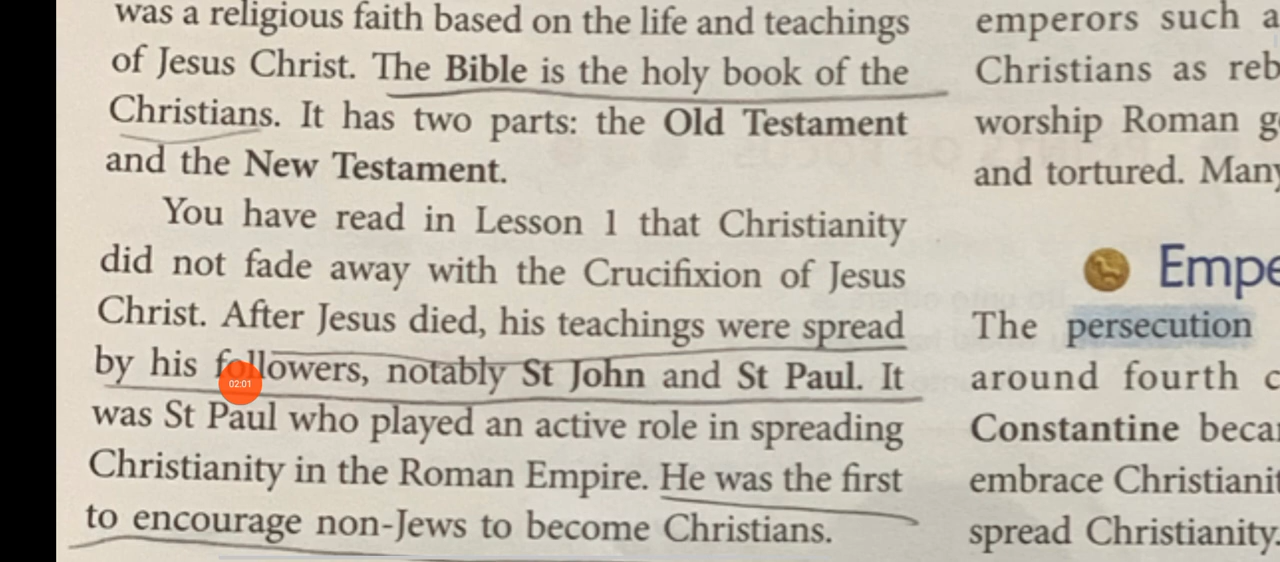 was a religious faith based on the life and teachings
of Jesus Christ. The Bible is the holy book of the
Christians. It has two parts: the Old Testament
and the New Testament.
You have read in Lesson 1 that Christianity
did not fade away with the Crucifixion of Jesus
Christ. After Jesus died, his teachings were spread
by his followers, notably St John and St Paul. It
was St Paul who played an active role in spreading
Christianity in the Roman Empire. He was the first
to encourage non-Jews to become Christians.
02:01
emperors such a
Christians as reb
worship Roman g
and tortured. Many
Empe
The persecution
around fourth c
Constantine beca
embrace Christianit
spread Christianity.